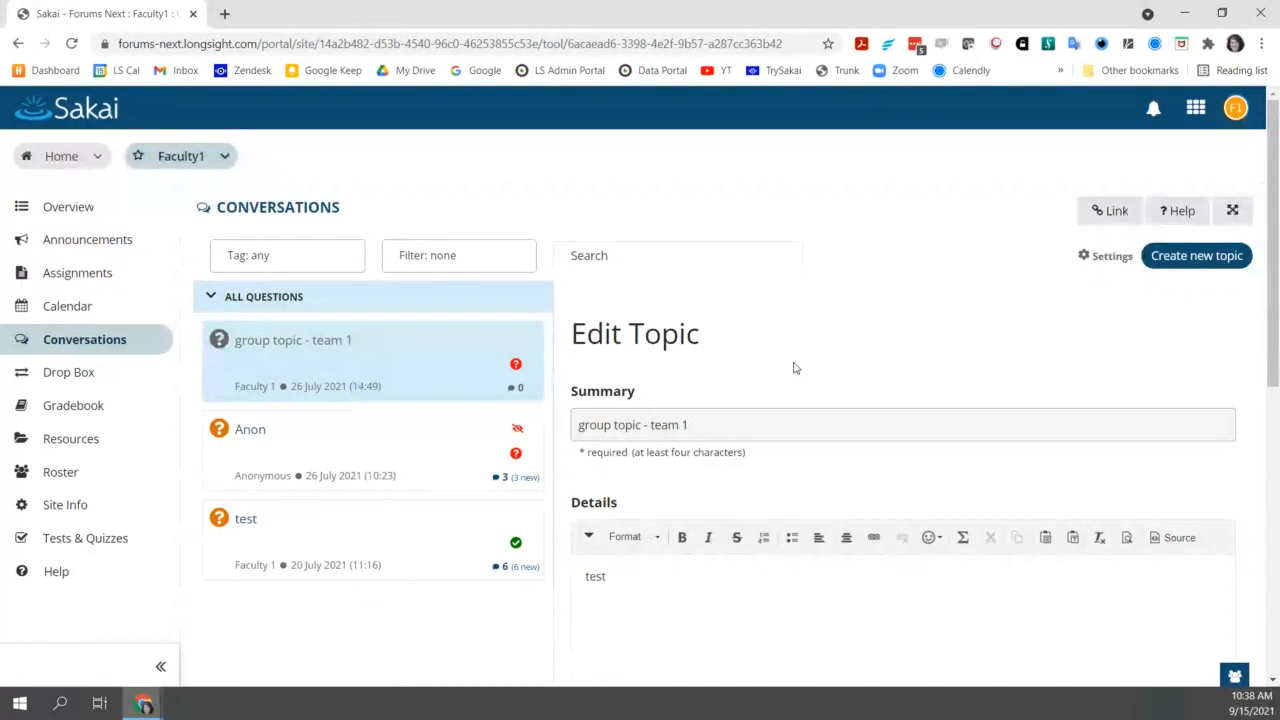 Sakai - Forums Next : Faculty1 : C
forums-next.longsight.com/portal/site/14a2b482-d53b-4540-96c0-46253855c53e/tool/6acaead6-3398-4e2f-9b57-a287cc363b42
5
Dashboard LS Cal Inbox Zendesk Google Keep My Drive Google LS Admin Portal Data Portal YT TrySakai Trunk Zoom Calendly » Other bookmarks Reading list
Sakai
F1
Home Faculty1
Overview
Announcements
Assignments
Calendar
Conversations
Drop Box
Gradebook
Resources
Roster
Site Info
Tests & Quizzes
Help
CONVERSATIONS
Link ? Help
Tag: any Filter: none Search Settings Create new topic
ALL QUESTIONS
group topic - team 1
Faculty 1 ● 26 July 2021 (14:49) 0
Anon
Anonymous ● 26 July 2021 (10:23) 3 (3 new)
test
Faculty 1 ● 20 July 2021 (11:16) 6 (6 new)
Edit Topic
Summary
group topic - team 1
* required (at least four characters)
Details
Format B I S Σ Source
test
10:38 AM
9/15/2021